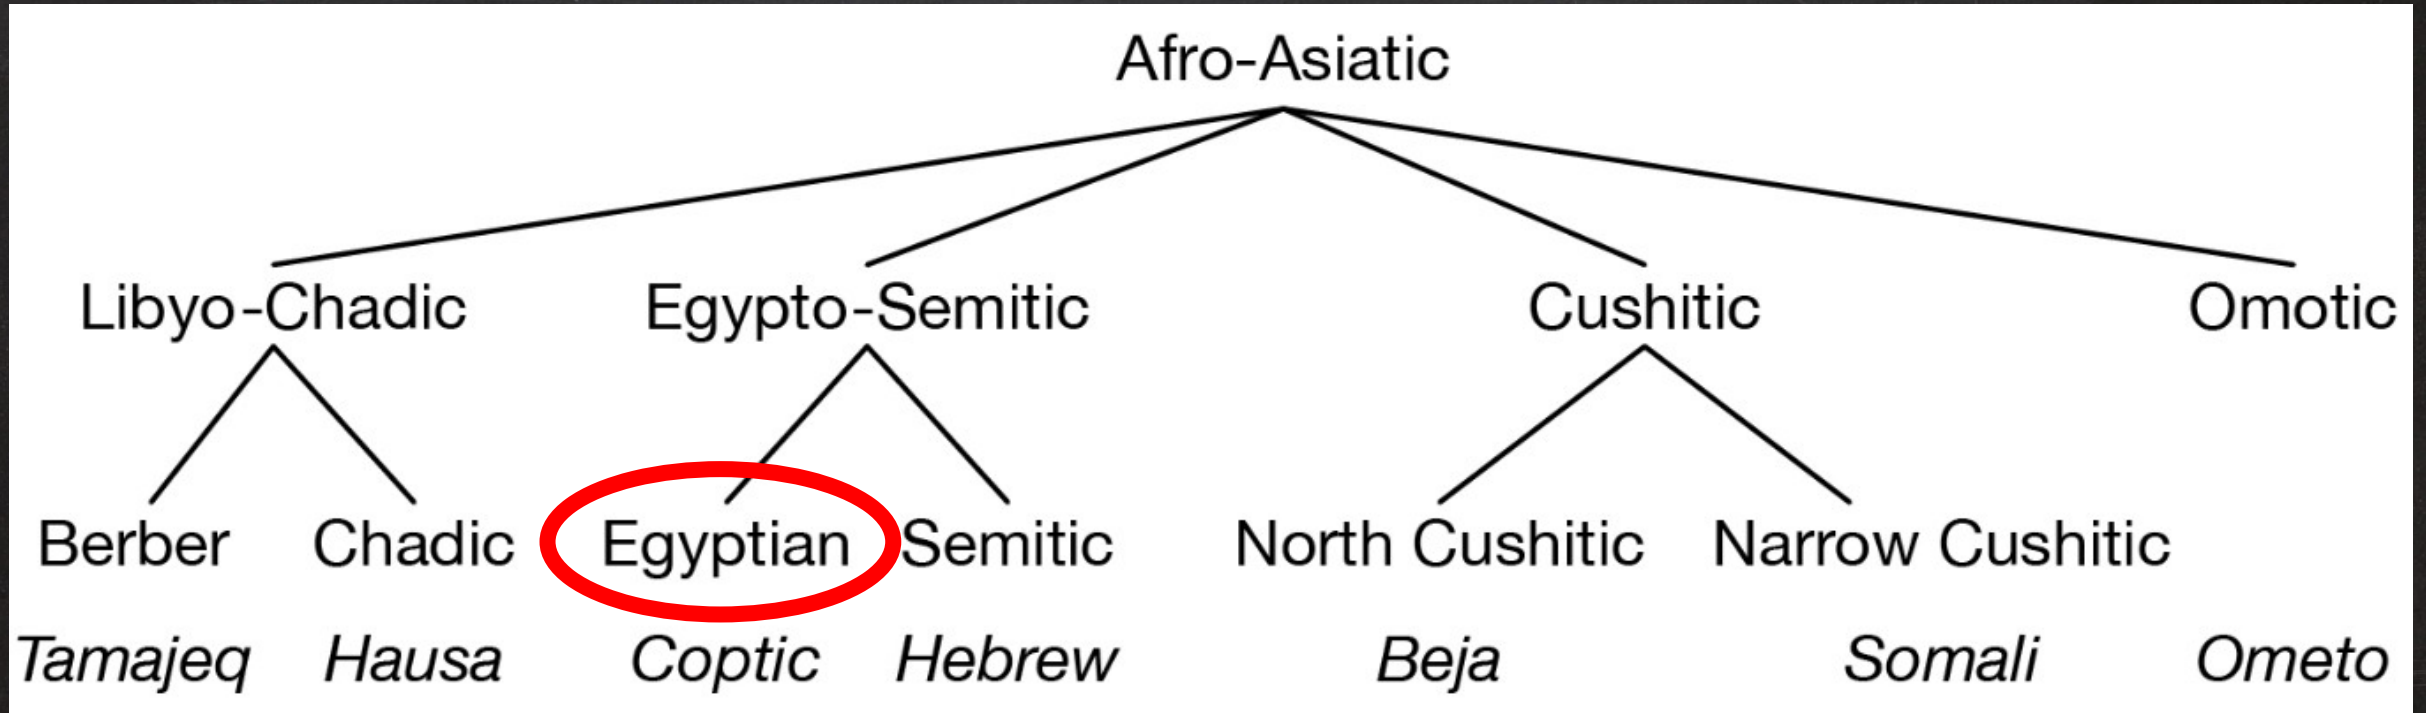 Afro-Asiatic
Libyo-Chadic Egypto-Semitic Cushitic Omotic
Berber Chadic Egyptian Semitic North Cushitic Narrow Cushitic
Tamajeq Hausa Coptic Hebrew Beja Somali Ometo